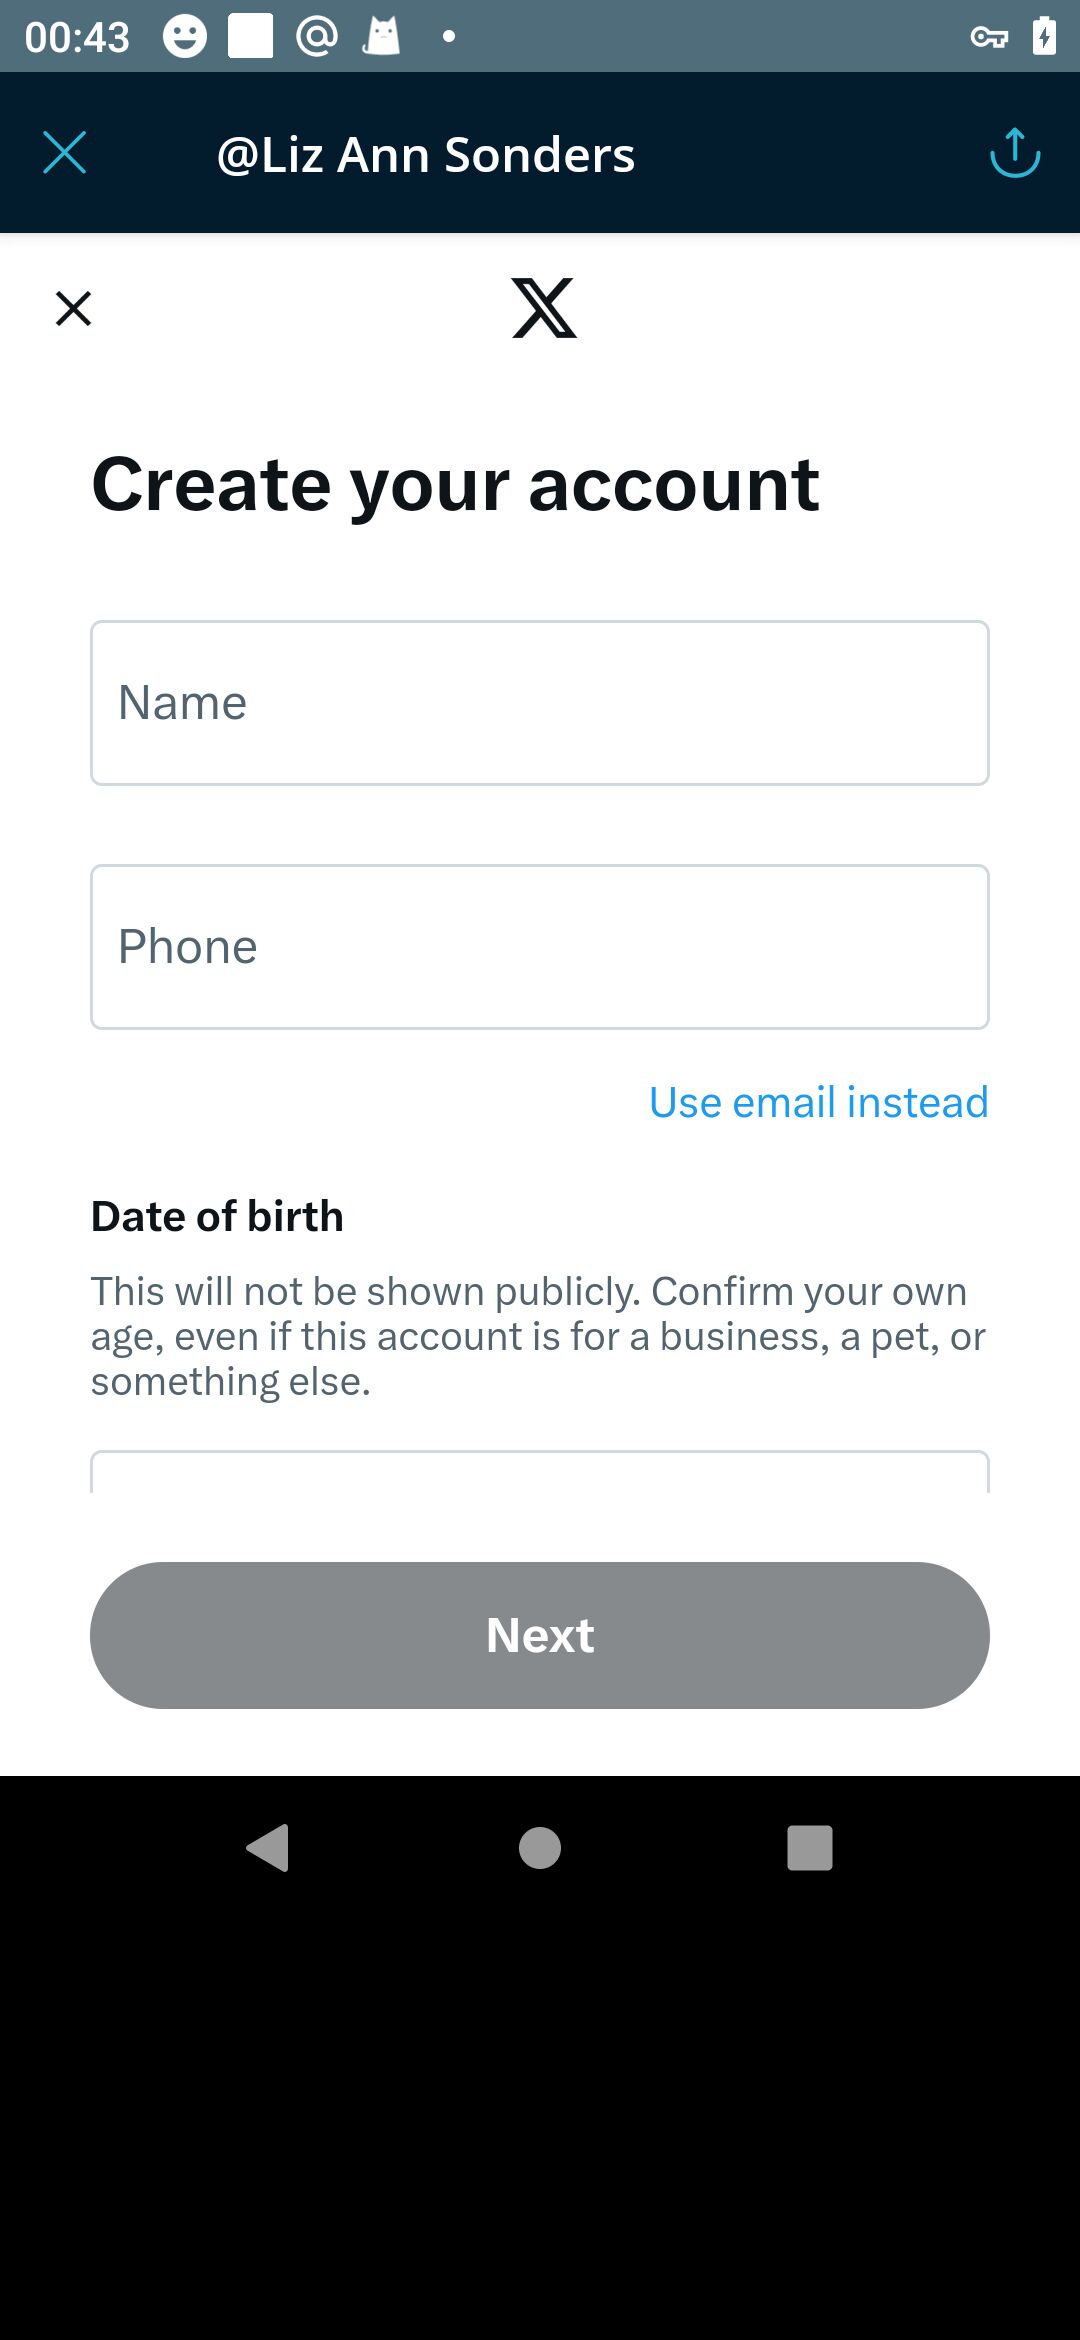 00:43
@Liz Ann Sonders
Create your account
Name
Phone
Use email instead
Date of birth
This will not be shown publicly. Confirm your own
age, even if this account is for a business, a pet, or
something else.
Next